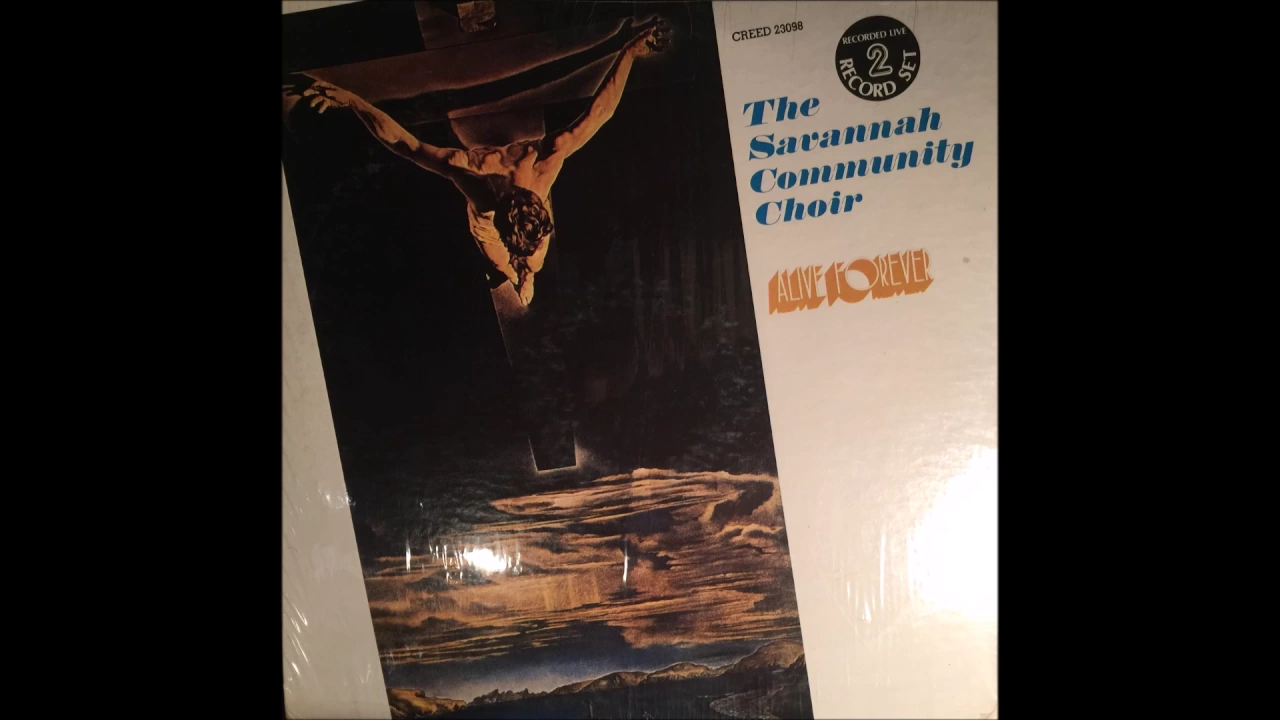 CREED 23098
RECORDED LIVE
2
RECORD SET
The
Savannah
Community
Choir
ALIVE FOREVER